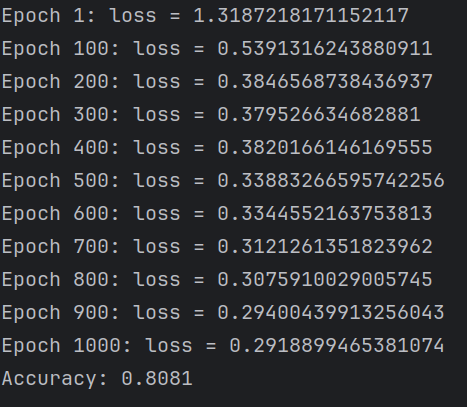 Epoch 1: loss = 1.3187218171152117
Epoch 100: loss = 0.5391316243880911
Epoch 200: loss = 0.3846568738436937
Epoch 300: loss = 0.379526634682881
Epoch 400: loss = 0.3820166146169555
Epoch 500: loss = 0.33883266595742256
Epoch 600: loss = 0.3344552163753813
Epoch 700: loss = 0.3121261351823962
Epoch 800: loss = 0.3075910029005745
Epoch 900: loss = 0.29400439913256043
Epoch 1000: loss = 0.2918899465381074
Accuracy: 0.8081